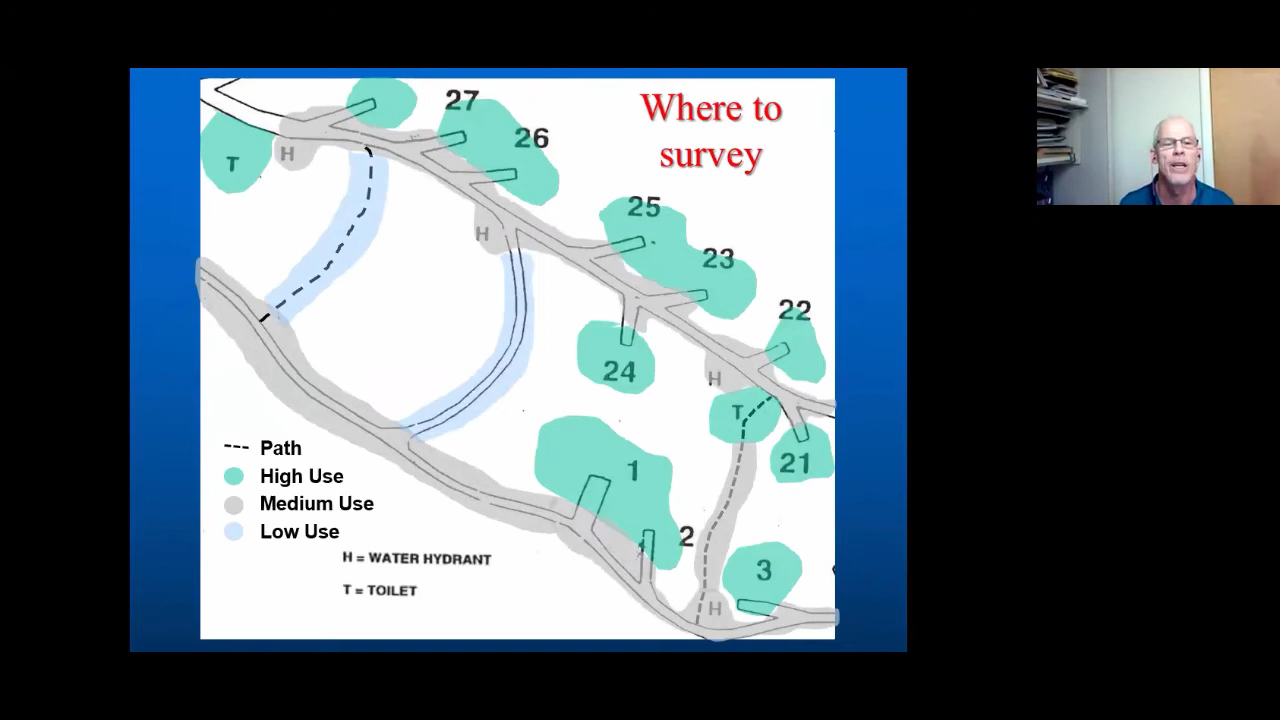 Where to
survey
27
26
T
H
25
H
23
22
24
H
T
21
1
2
3
H
--- Path
High Use
Medium Use
Low Use
H = WATER HYDRANT
T = TOILET